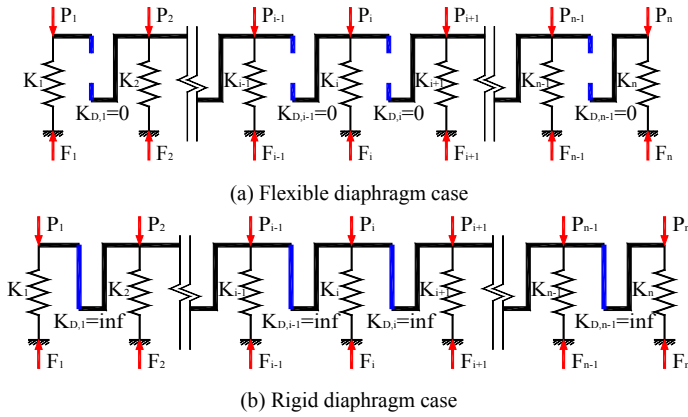 P1 P2 Pi-1 Pi Pi+1 Pn-1 Pn
K1 K2 Ki-1 Ki Ki+1 Kn-1 Kn
KD,1=0 KD,i-1=0 KD,i=0 KD,n-1=0
F1 F2 Fi-1 Fi Fi+1 Fn-1 Fn
(a) Flexible diaphragm case
P1 P2 Pi-1 Pi Pi+1 Pn-1 Pn
K1 K2 Ki-1 Ki Ki+1 Kn-1 Kn
KD,1=inf KD,i-1=inf KD,i=inf KD,n-1=inf
F1 F2 Fi-1 Fi Fi+1 Fn-1 Fn
(b) Rigid diaphragm case